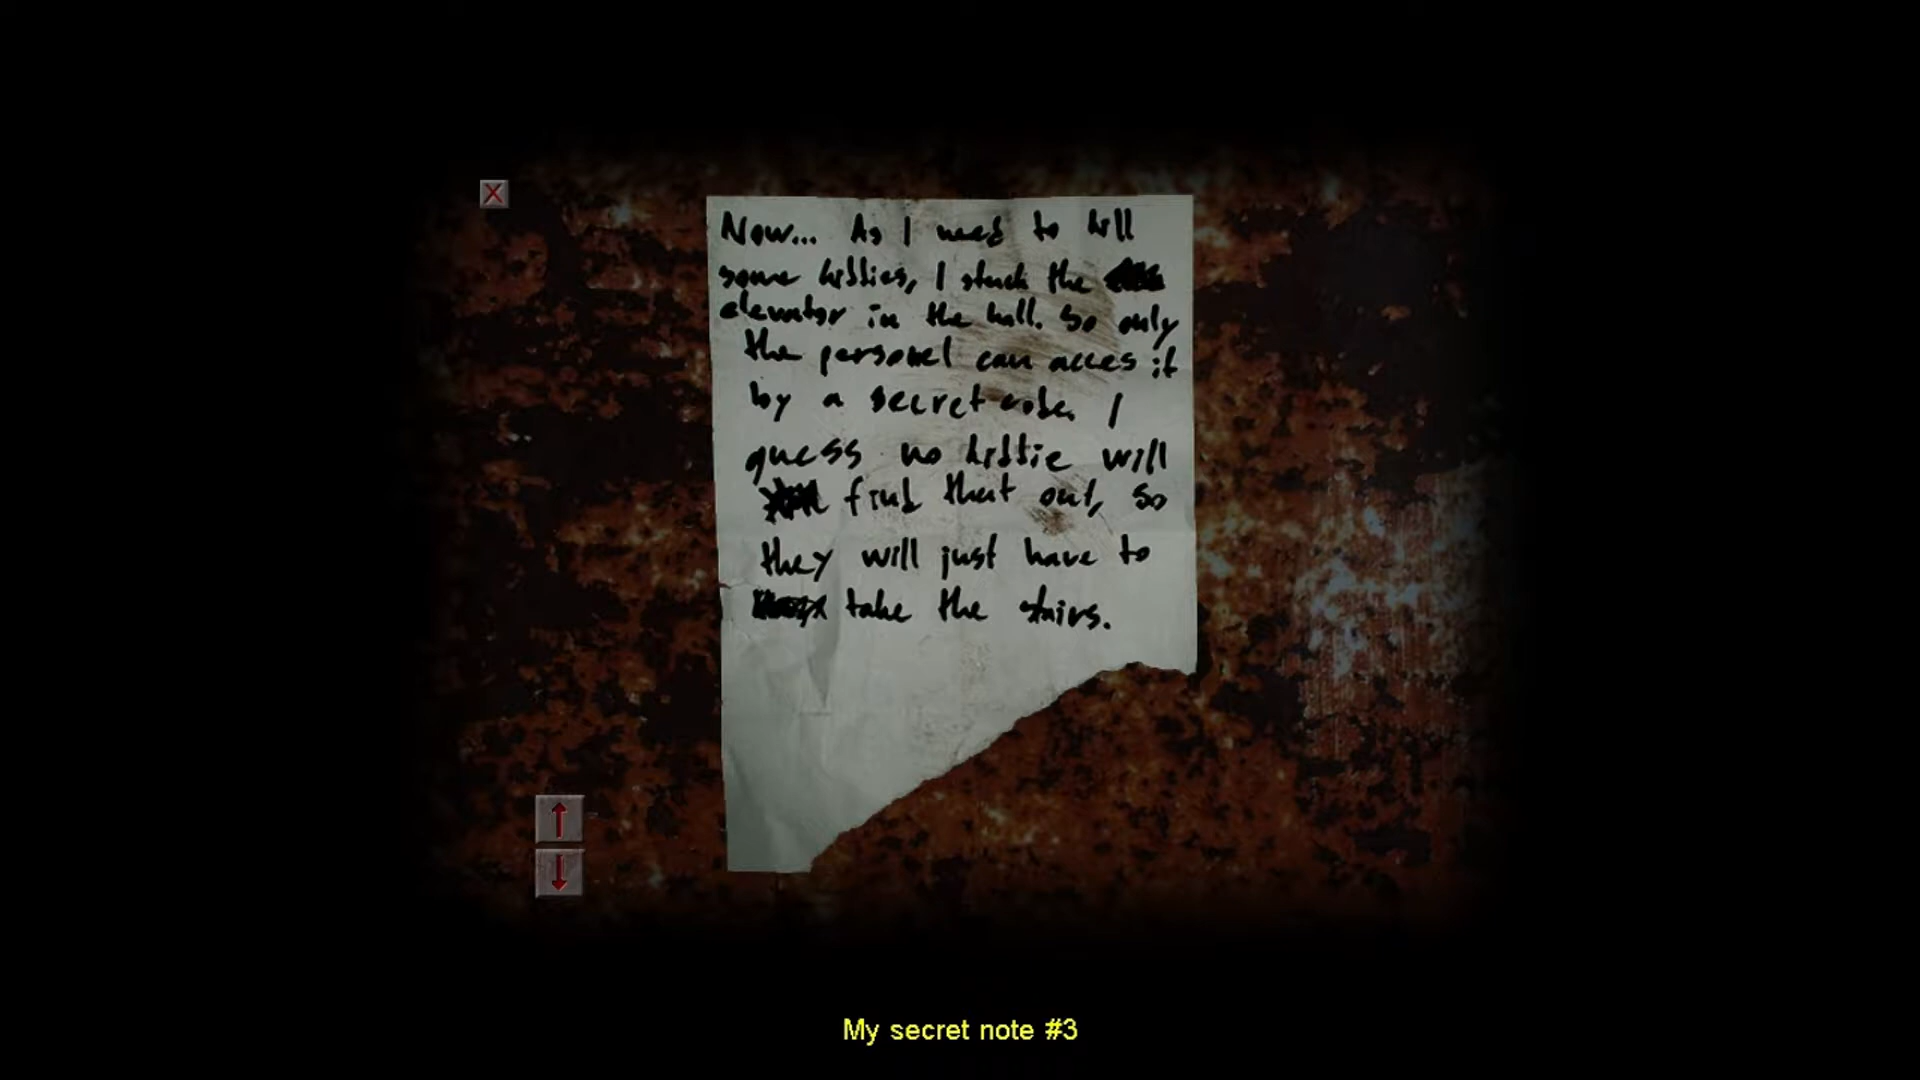 Now... As I need to kill
some kiddies, I stuck the
elevator in the hall. So only
the personel can acces it
by a secret code. I
guess no kiddie will
find that out, so
they will just have to
take the stairs.
My secret note #3